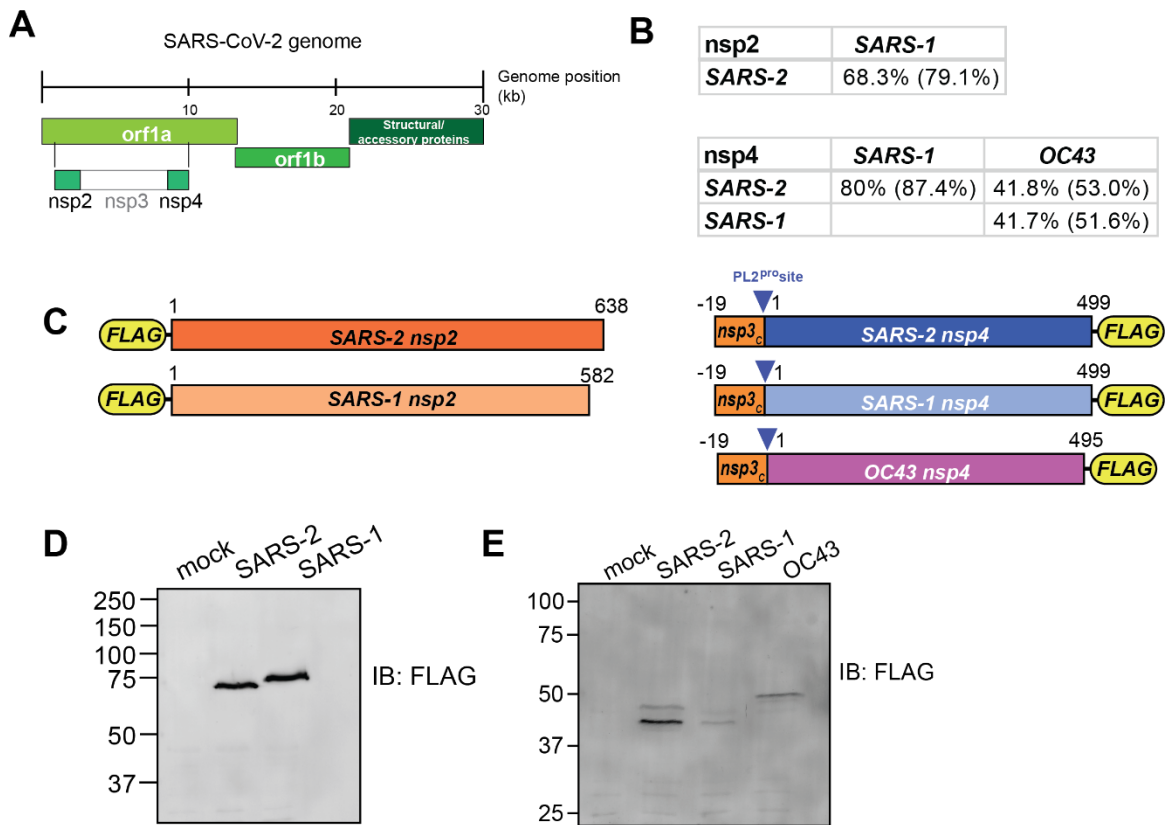 A
SARS-CoV-2 genome
Genome position
(kb)
10
20
30
orf1a
orf1b
Structural/
accessory proteins
nsp2
nsp3
nsp4
B
nsp2 SARS-1
SARS-2 68.3% (79.1%)
nsp4 SARS-1 OC43
SARS-2 80% (87.4%) 41.8% (53.0%)
SARS-1 41.7% (51.6%)
C
1 638
FLAG SARS-2 nsp2
1 582
FLAG SARS-1 nsp2
PL2pro site
-19 1 499
nsp3c SARS-2 nsp4 FLAG
-19 1 499
nsp3c SARS-1 nsp4 FLAG
-19 1 495
nsp3c OC43 nsp4 FLAG
D
mock SARS-2 SARS-1
250
150
100
75
50
37
IB: FLAG
E
mock SARS-2 SARS-1 OC43
100
75
50
37
25
IB: FLAG